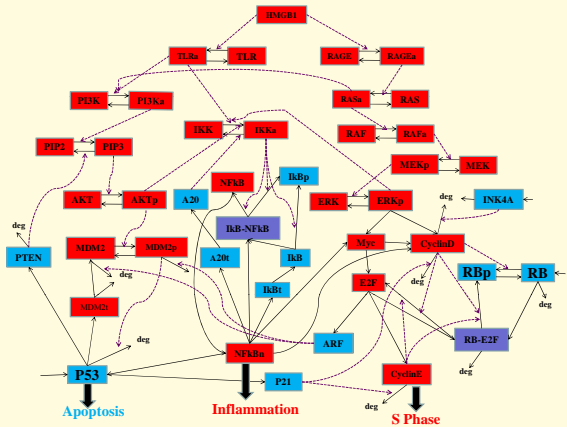 HMGB1
TLRa TLR RAGE RAGEa
PI3K PI3Ka RASa RAS
IKK IKKa RAF RAFa
PIP2 PIP3 MEKp MEK
NFkB IkBp
AKT AKTp A20 ERK ERKp deg INK4A
IkB-NFkB
deg
PTEN MDM2 MDM2p A20t IkB Myc CyclinD
RBp RB
deg deg
E2F
IkBt
MDM2t deg
deg ARF RB-E2F
NFkBn
P53 P21 CyclinE deg
deg
Apoptosis Inflammation S Phase